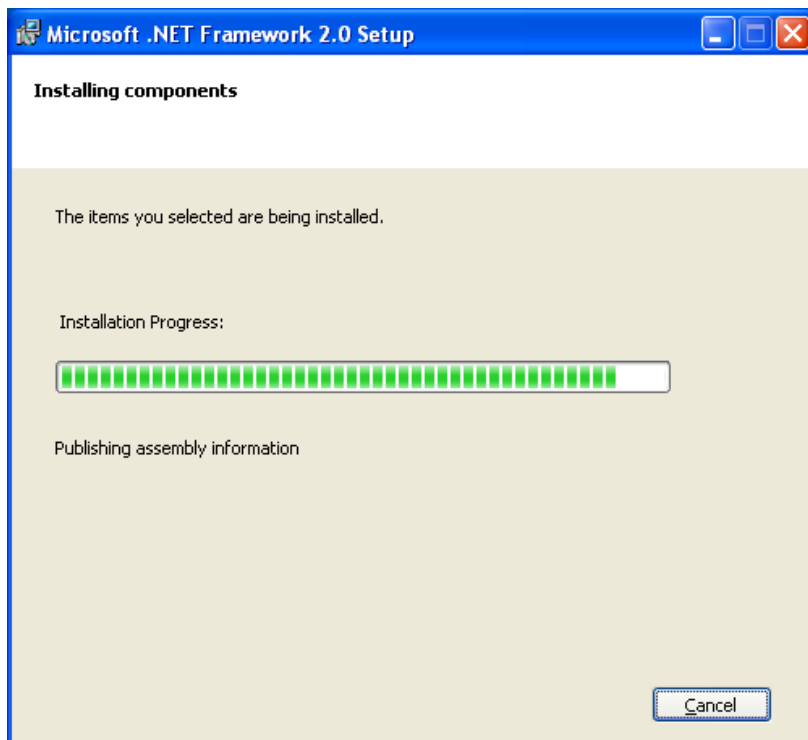 Microsoft .NET Framework 2.0 Setup
Installing components
The items you selected are being installed.
Installation Progress:
Publishing assembly information
Cancel